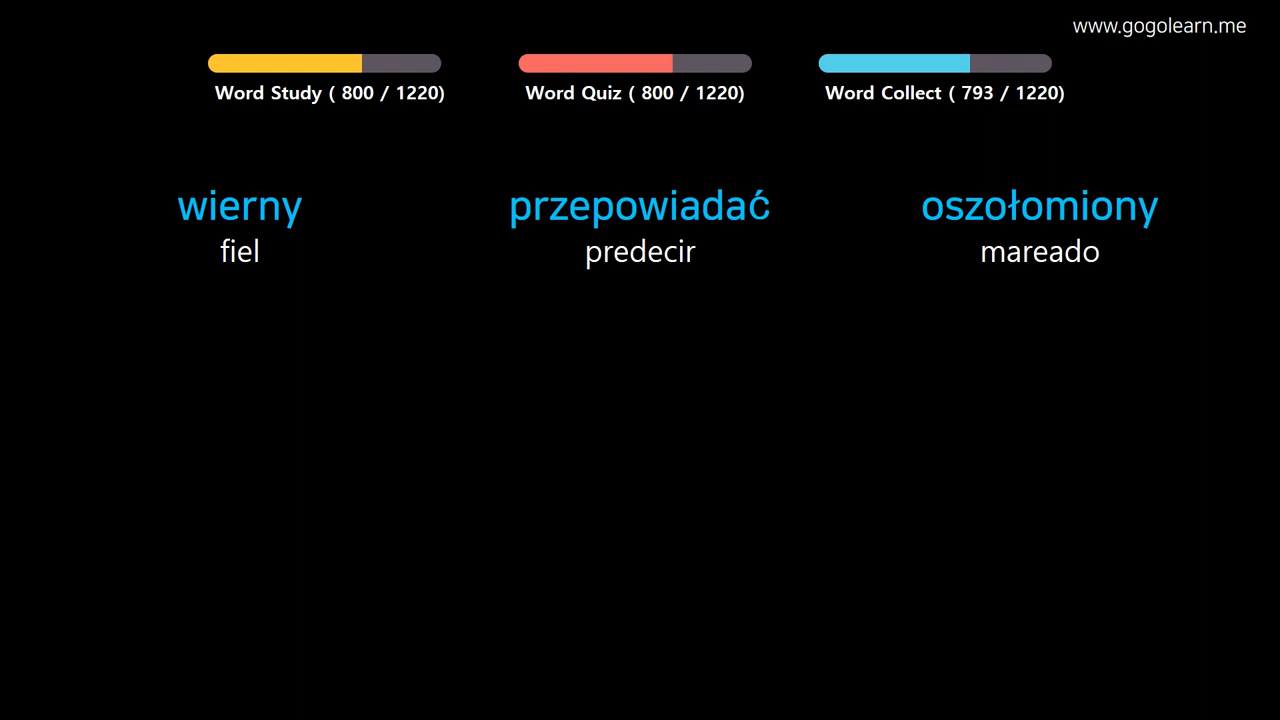 www.gogolearn.me
Word Study ( 800 / 1220)
Word Quiz ( 800 / 1220)
Word Collect ( 793 / 1220)
wierny
fiel
przepowiadać
predecir
oszołomiony
mareado